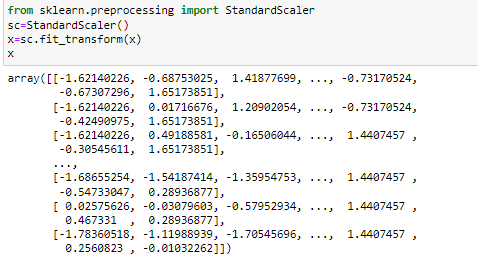 from sklearn.preprocessing import StandardScaler
sc=StandardScaler()
x=sc.fit_transform(x)
x
array([[-1.62140226, -0.68753025,  1.41877699, ..., -0.73170524,
        -0.67307296,  1.65173851],
       [-1.62140226,  0.01716676,  1.20902054, ..., -0.73170524,
        -0.42490975,  1.65173851],
       [-1.62140226,  0.49188581, -0.16506044, ...,  1.4407457 ,
        -0.30545611,  1.65173851],
       ...,
       [-1.68655254, -1.54187414, -1.35954753, ...,  1.4407457 ,
        -0.54733047,  0.28936877],
       [ 0.02575626, -0.03079603, -0.57952934, ...,  1.4407457 ,
         0.467331  ,  0.28936877],
       [-1.78360518, -1.11988939, -1.70545696, ...,  1.4407457 ,
         0.2560823 , -0.01032262]])